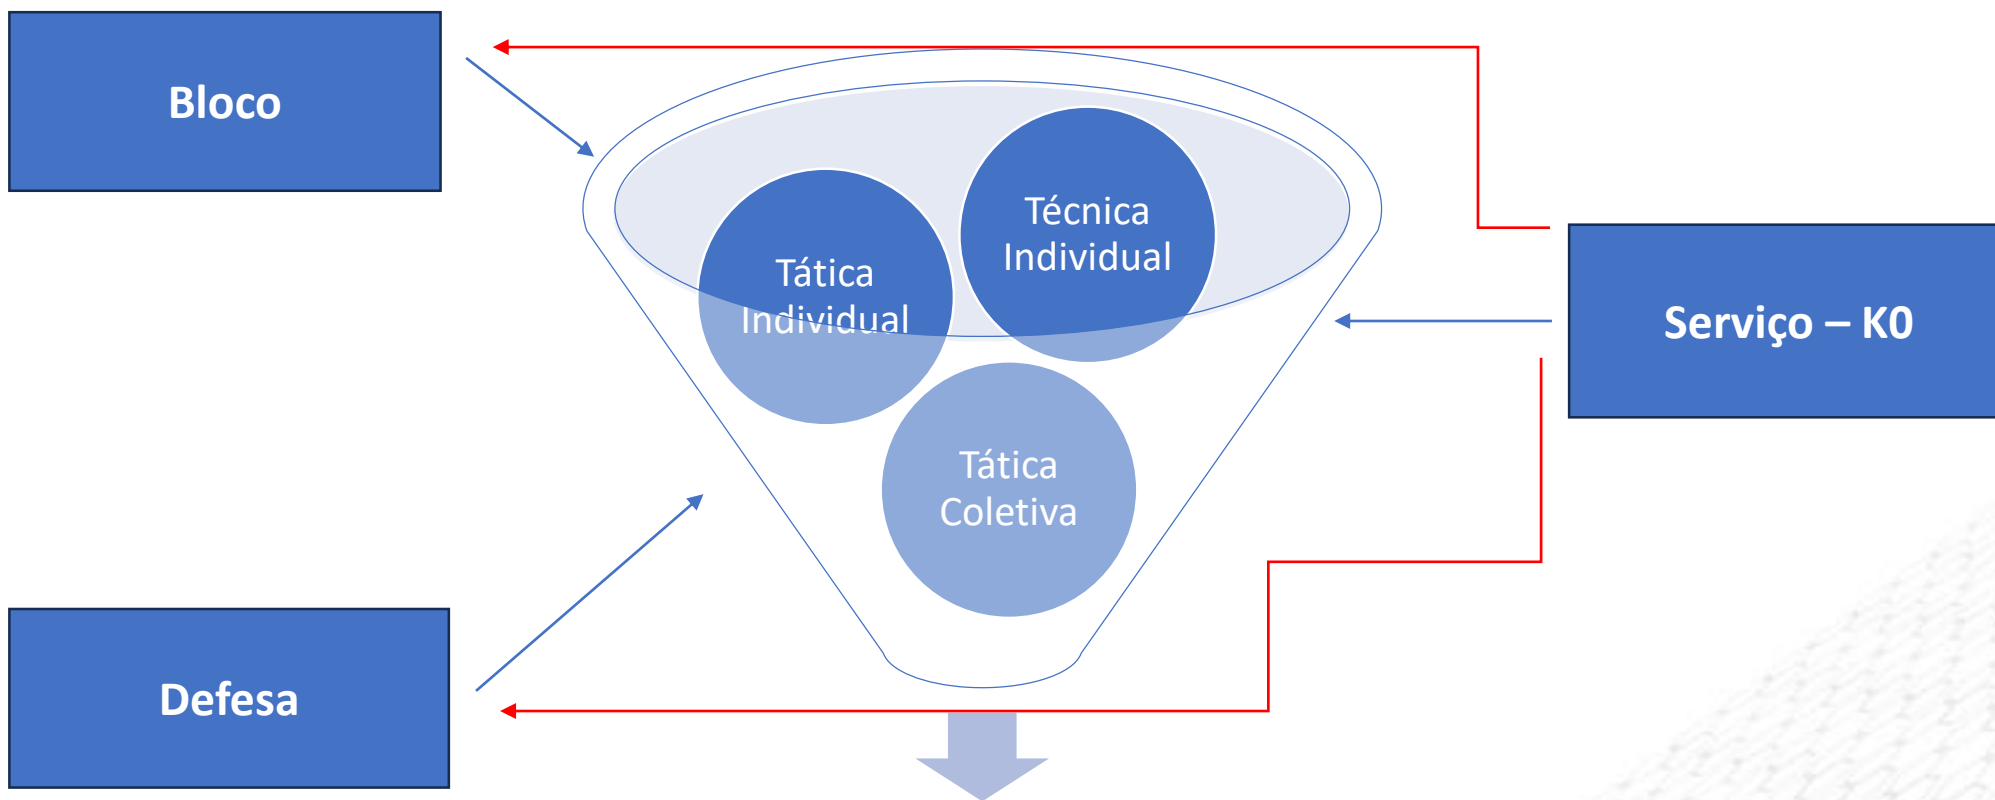 Bloco
Técnica
Individual
Tática
Individual
Serviço – K0
Tática
Coletiva
Defesa